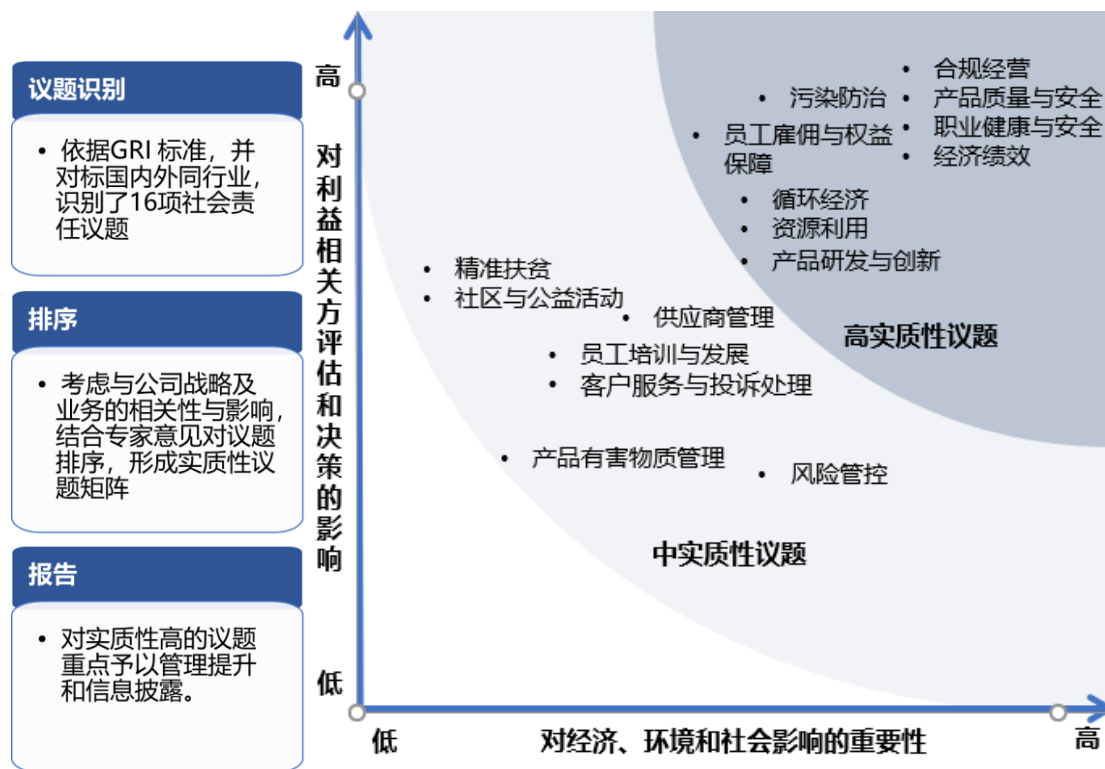 议题识别
• 依据GRI 标准，并
对标国内外同行业，
识别了16项社会责
任议题
排序
• 考虑与公司战略及
业务的相关性与影响，
结合专家意见对议题
排序，形成实质性议
题矩阵
报告
• 对实质性高的议题
重点予以管理提升
和信息披露。
高
对利益相关方评估和决策的影响
低
• 合规经营
• 污染防治
• 产品质量与安全
• 员工雇佣与权益
保障
• 职业健康与安全
• 经济绩效
• 循环经济
• 资源利用
• 产品研发与创新
高实质性议题
• 精准扶贫
• 社区与公益活动
• 供应商管理
• 员工培训与发展
• 客户服务与投诉处理
• 产品有害物质管理
• 风险管控
中实质性议题
低
对经济、环境和社会影响的重要性
高